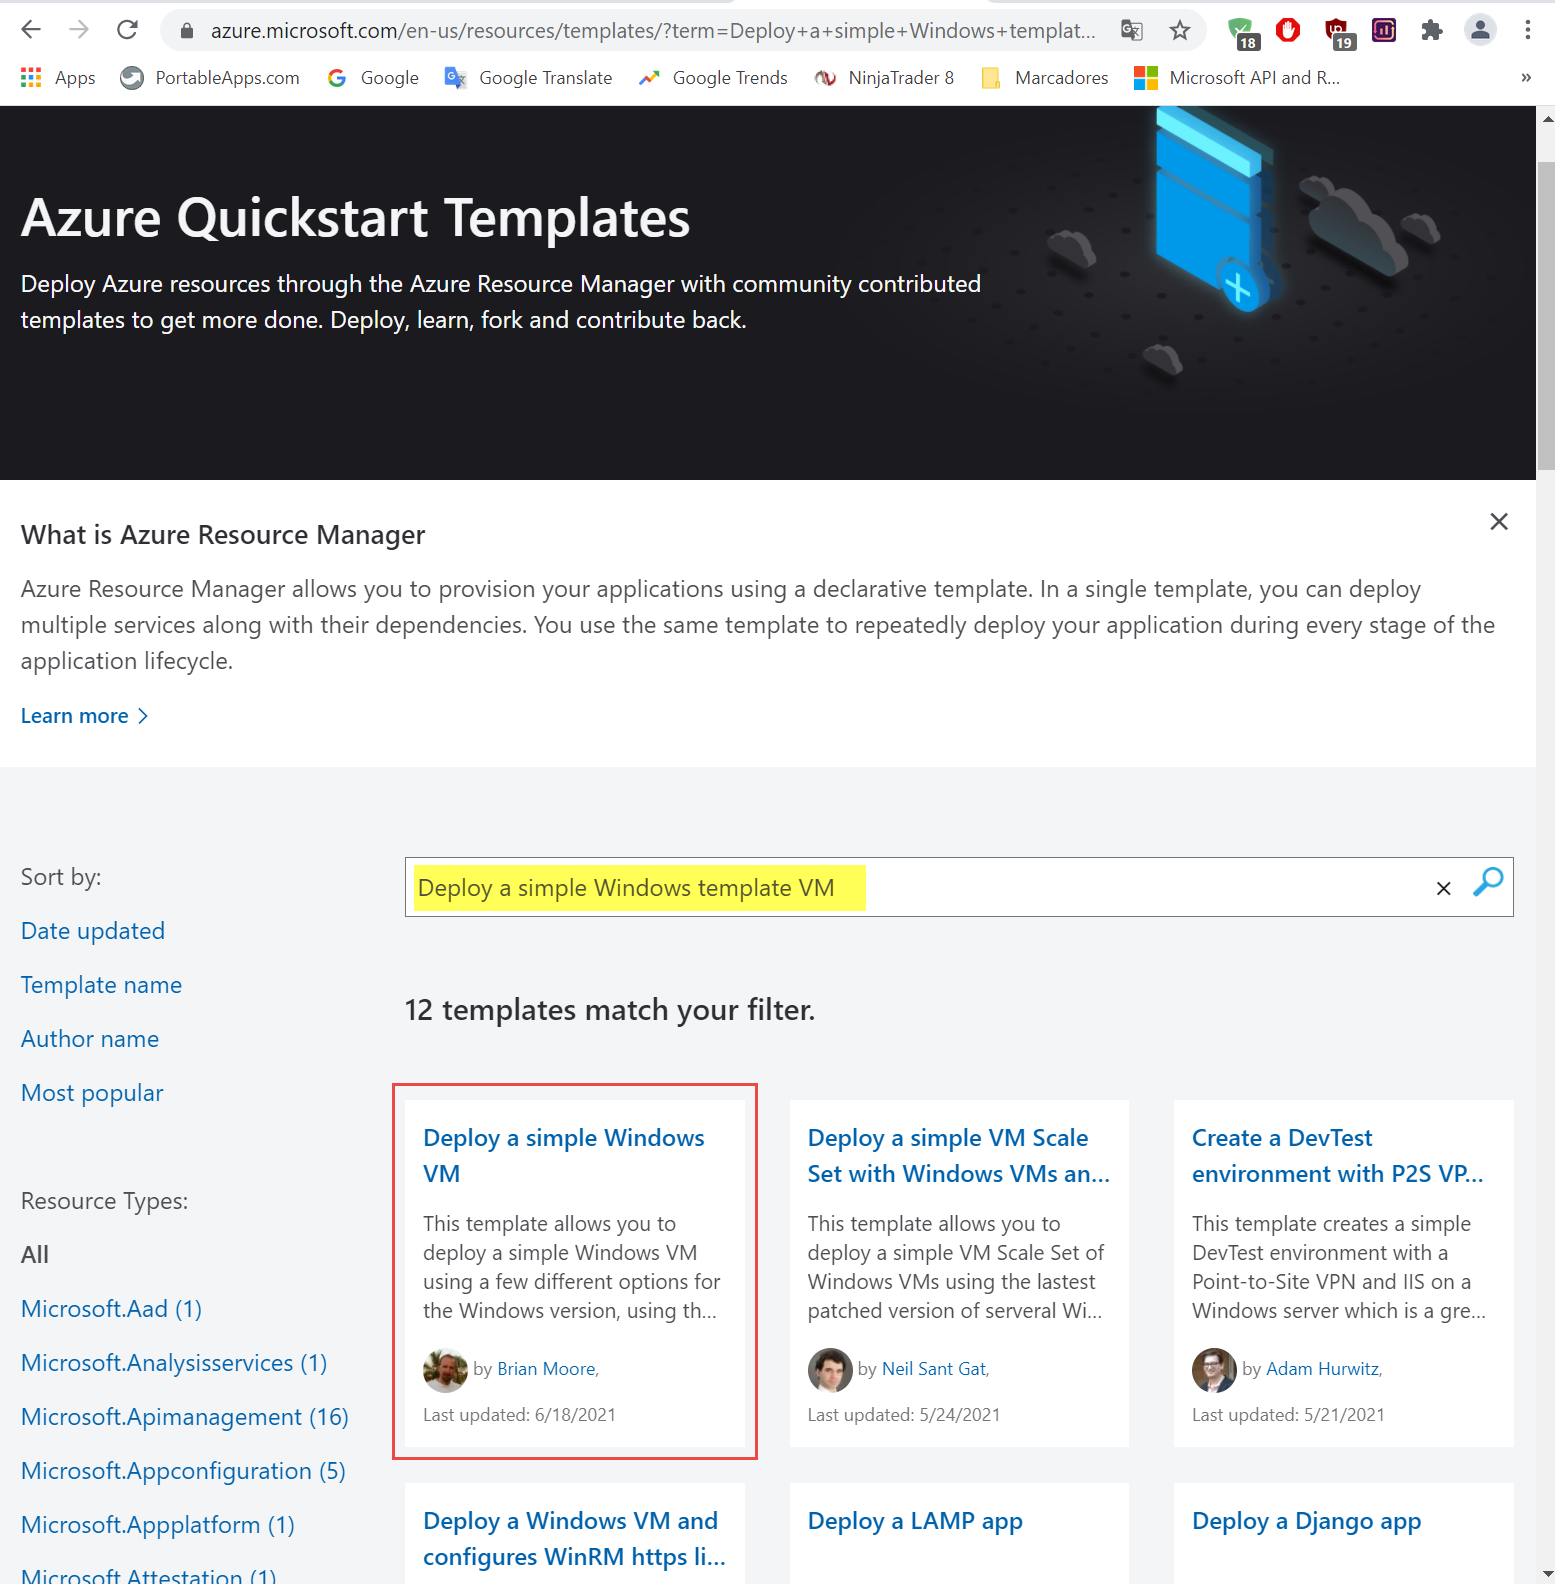 azure.microsoft.com/en-us/resources/templates/?term=Deploy+a+simple+Windows+templat...
18
19
Apps
PortableApps.com
Google
Google Translate
Google Trends
NinjaTrader 8
Marcadores
Microsoft API and R...
»
Azure Quickstart Templates
Deploy Azure resources through the Azure Resource Manager with community contributed
templates to get more done. Deploy, learn, fork and contribute back.
What is Azure Resource Manager
Azure Resource Manager allows you to provision your applications using a declarative template. In a single template, you can deploy
multiple services along with their dependencies. You use the same template to repeatedly deploy your application during every stage of the
application lifecycle.
Learn more
Sort by:
Date updated
Template name
Author name
Most popular
Resource Types:
All
Microsoft.Aad (1)
Microsoft.Analysisservices (1)
Microsoft.Apimanagement (16)
Microsoft.Appconfiguration (5)
Microsoft.Appplatform (1)
Microsoft.Attestation (1)
Deploy a simple Windows template VM
12 templates match your filter.
Deploy a simple Windows
VM
This template allows you to
deploy a simple Windows VM
using a few different options for
the Windows version, using th...
by Brian Moore,
Last updated: 6/18/2021
Deploy a simple VM Scale
Set with Windows VMs an...
This template allows you to
deploy a simple VM Scale Set of
Windows VMs using the lastest
patched version of serveral Wi...
by Neil Sant Gat,
Last updated: 5/24/2021
Create a DevTest
environment with P2S VP...
This template creates a simple
DevTest environment with a
Point-to-Site VPN and IIS on a
Windows server which is a gre...
by Adam Hurwitz,
Last updated: 5/21/2021
Deploy a Windows VM and
configures WinRM https li...
Deploy a LAMP app
Deploy a Django app